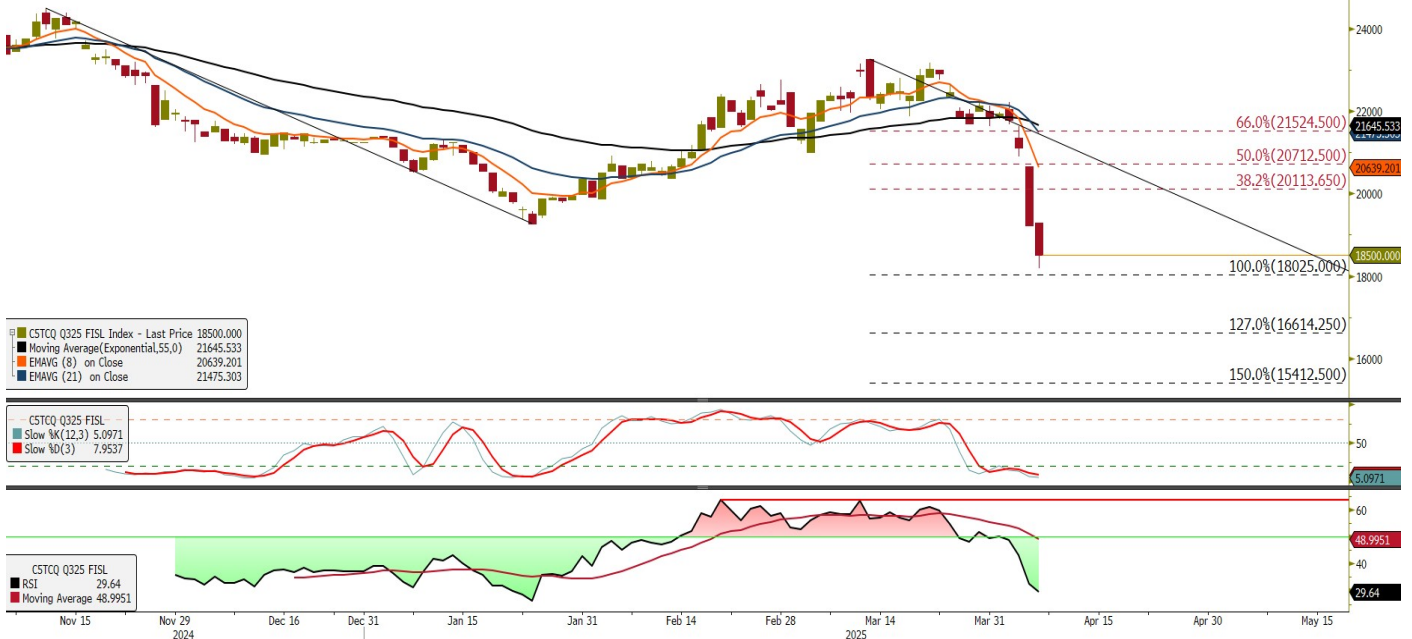 24000
22000
66.0%(21524.500)
21645.533
50.0%(20712.500)
20639.201
38.2%(20113.650)
20000
18500.000
100.0%(18025.000)
18000
127.0%(16614.250)
16000
150.0%(15412.500)
CSTCQ Q325 FISL Index - Last Price 18500.000
Moving Average(Exponential,55,0) 21645.533
EMAVG (8) on Close 20639.201
EMAVG (21) on Close 21475.303
CSTCQ Q325 FISL
Slow %K(12,3) 5.0971
Slow %D(3) 7.9537
50
5.0971
60
48.9951
40
29.64
CSTCQ Q325 FISL
RSI 29.64
Moving Average 48.9951
Nov 15 Nov 29 Dec 16 Dec 31 Jan 15 Jan 31 Feb 14 Feb 28 Mar 14 Mar 31 Apr 15 Apr 30 May 15
2024 2025